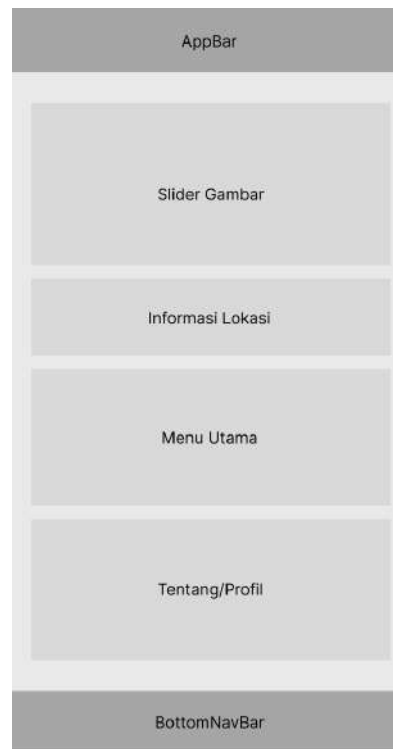 AppBar
Slider Gambar
Informasi Lokasi
Menu Utama
Tentang/Profil
BottomNavBar